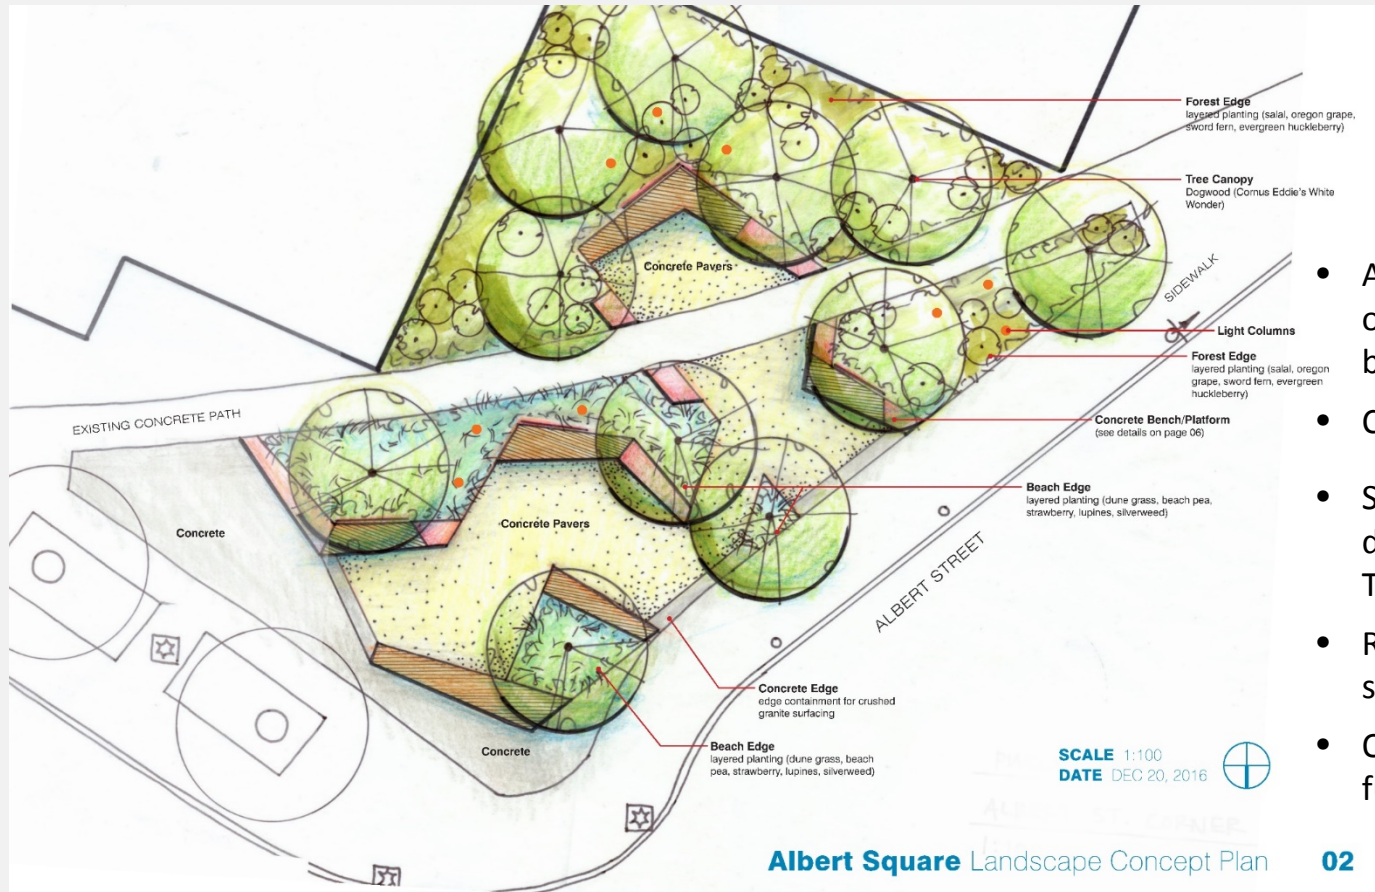 Forest Edge
layered planting (salal, oregon grape,
sword fern, evergreen huckleberry)
Tree Canopy
Dogwood (Cornus Eddie's White
Wonder)
Concrete Pavers
SIDEWALK
Light Columns
Forest Edge
layered planting (salal, oregon
grape, sword fern, evergreen
huckleberry)
EXISTING CONCRETE PATH
Concrete Bench/Platform
(see details on page 06)
Beach Edge
layered planting (dune grass, beach pea,
strawberry, lupines, silverweed)
Concrete
Concrete Pavers
ALBERT STREET
Concrete Edge
edge containment for crushed
granite surfacing
Concrete
Beach Edge
layered planting (dune grass, beach
pea, strawberry, lupines, silverweed)
SCALE 1:100
DATE DEC 20, 2016
Albert Square Landscape Concept Plan 02